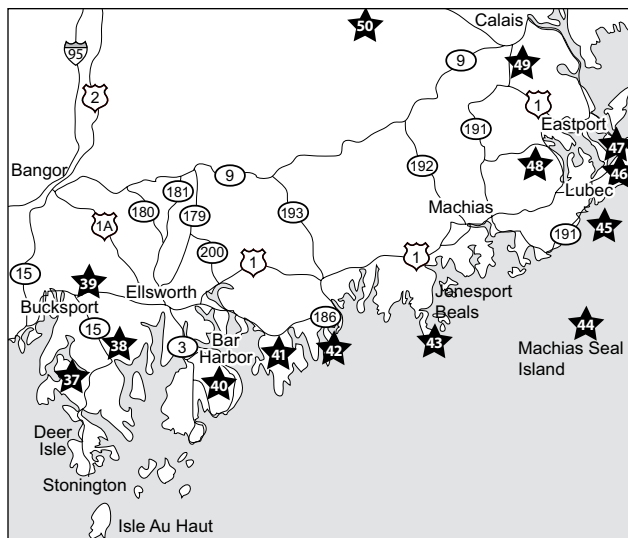 50
Calais
95
9
49
2
1
Eastport
191
47
Bangor
181
9
192
48
46
180
179
193
Machias
Lubec
1A
200
191
45
1
1
15
39
Ellsworth
Jonesport
Beals
Bucksport
186
44
15
38
3
Bar
Harbor
41
42
43
Machias Seal
Island
37
40
Deer
Isle
Stonington
Isle Au Haut